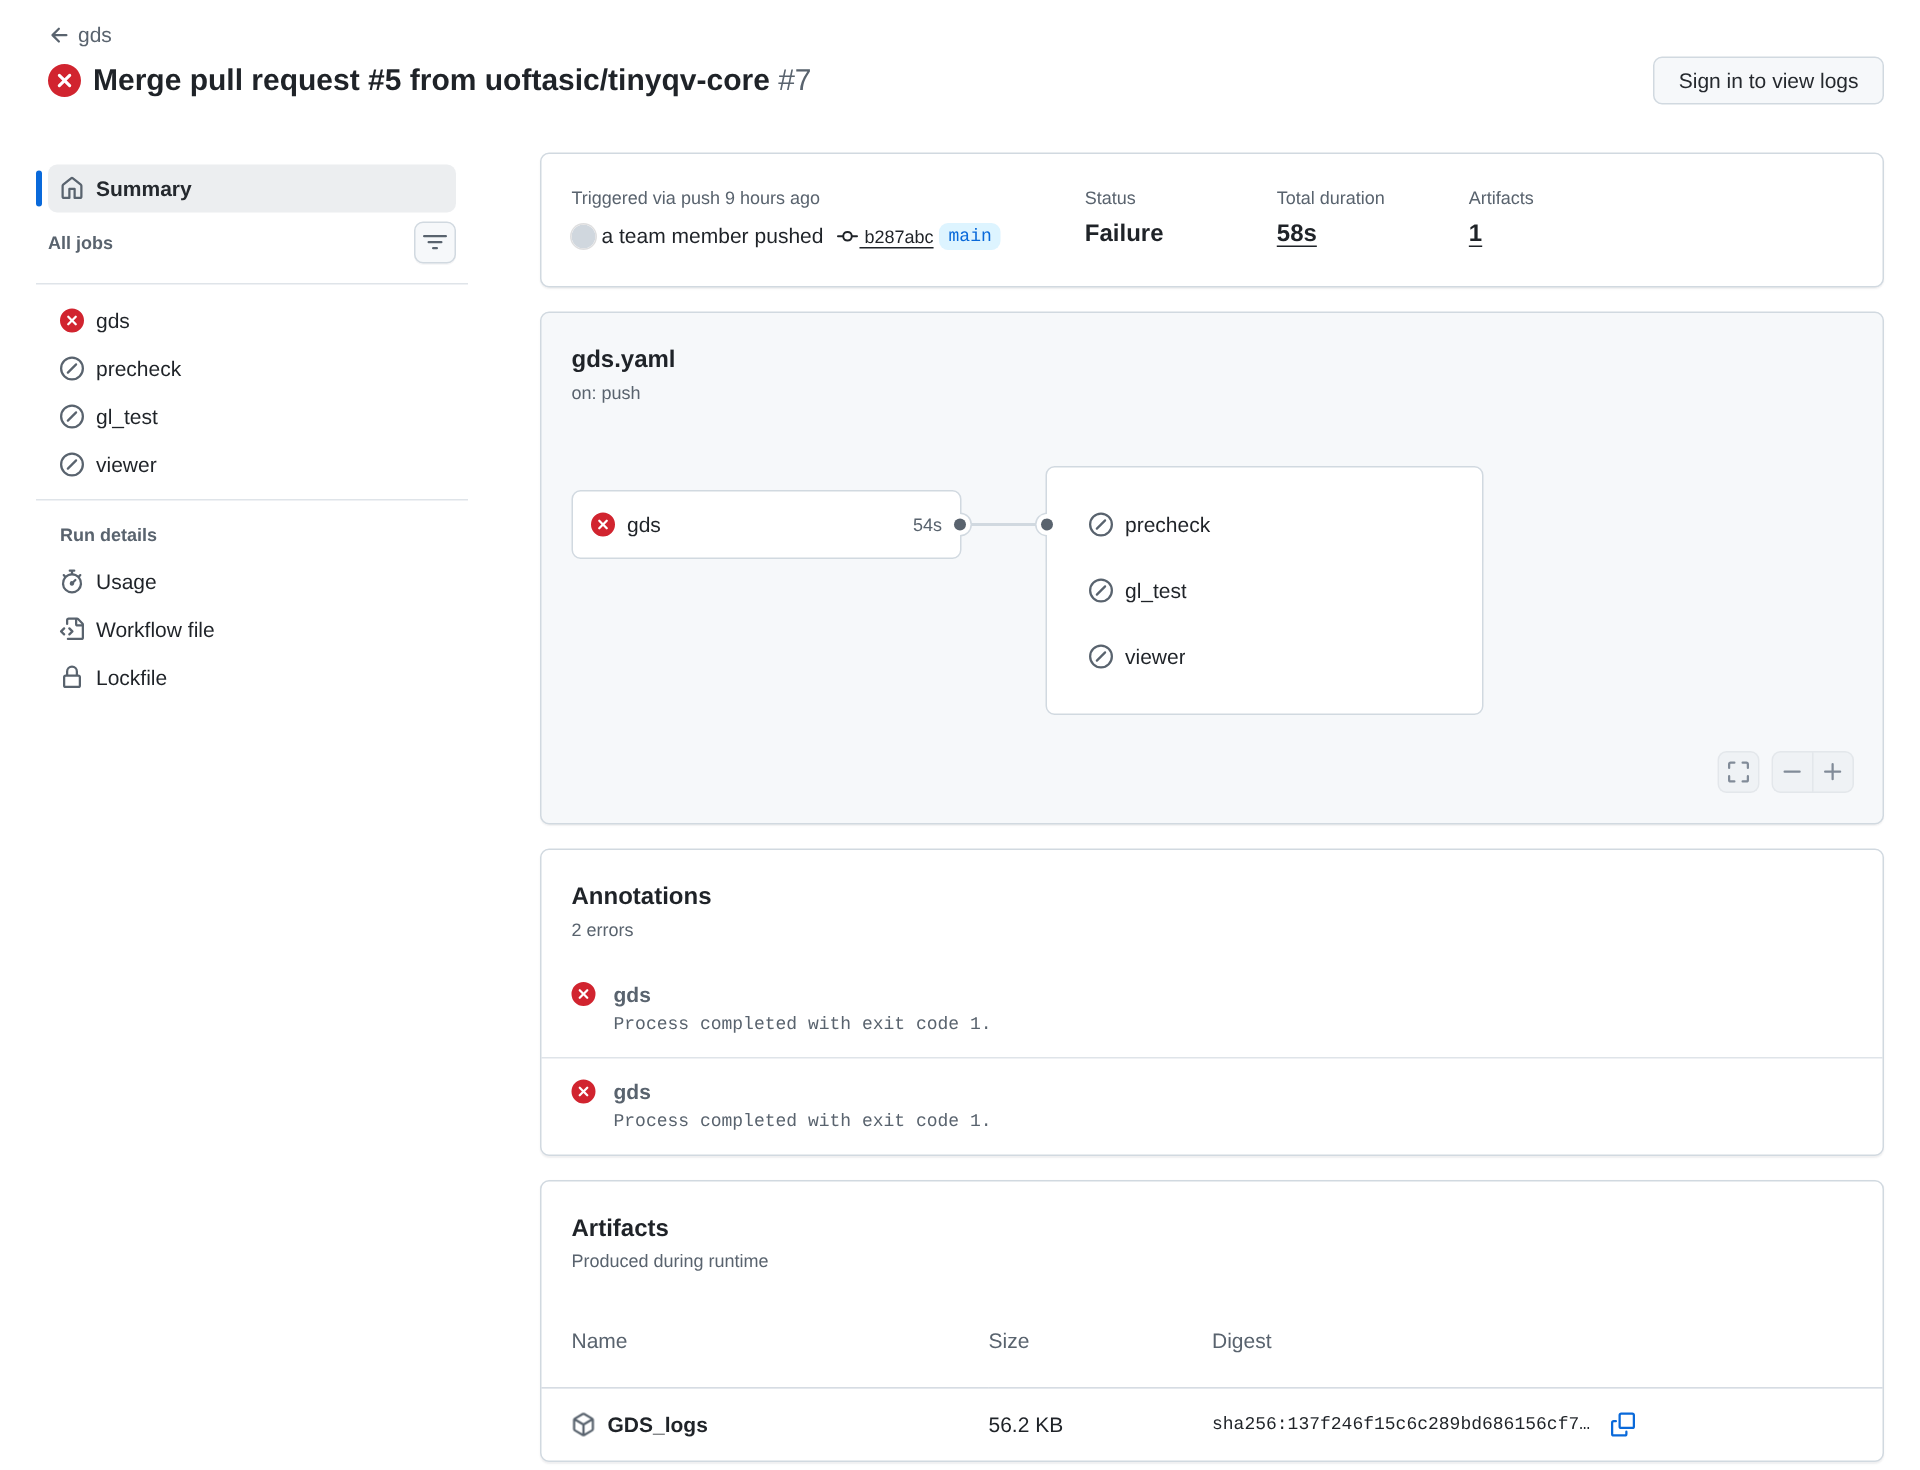 gds
Merge pull request #5 from uoftasic/tinyqv-core #7
Sign in to view logs
Summary
All jobs
gds
precheck
gl_test
viewer
Run details
Usage
Workflow file
Lockfile
Triggered via push 9 hours ago
a team member pushed b287abc main
Status
Failure
Total duration
58s
Artifacts
1
gds.yaml
on: push
gds 54s
precheck
gl_test
viewer
Annotations
2 errors
gds
Process completed with exit code 1.
gds
Process completed with exit code 1.
Artifacts
Produced during runtime
Name Size Digest
GDS_logs 56.2 KB sha256:137f246f15c6c289bd686156cf7…